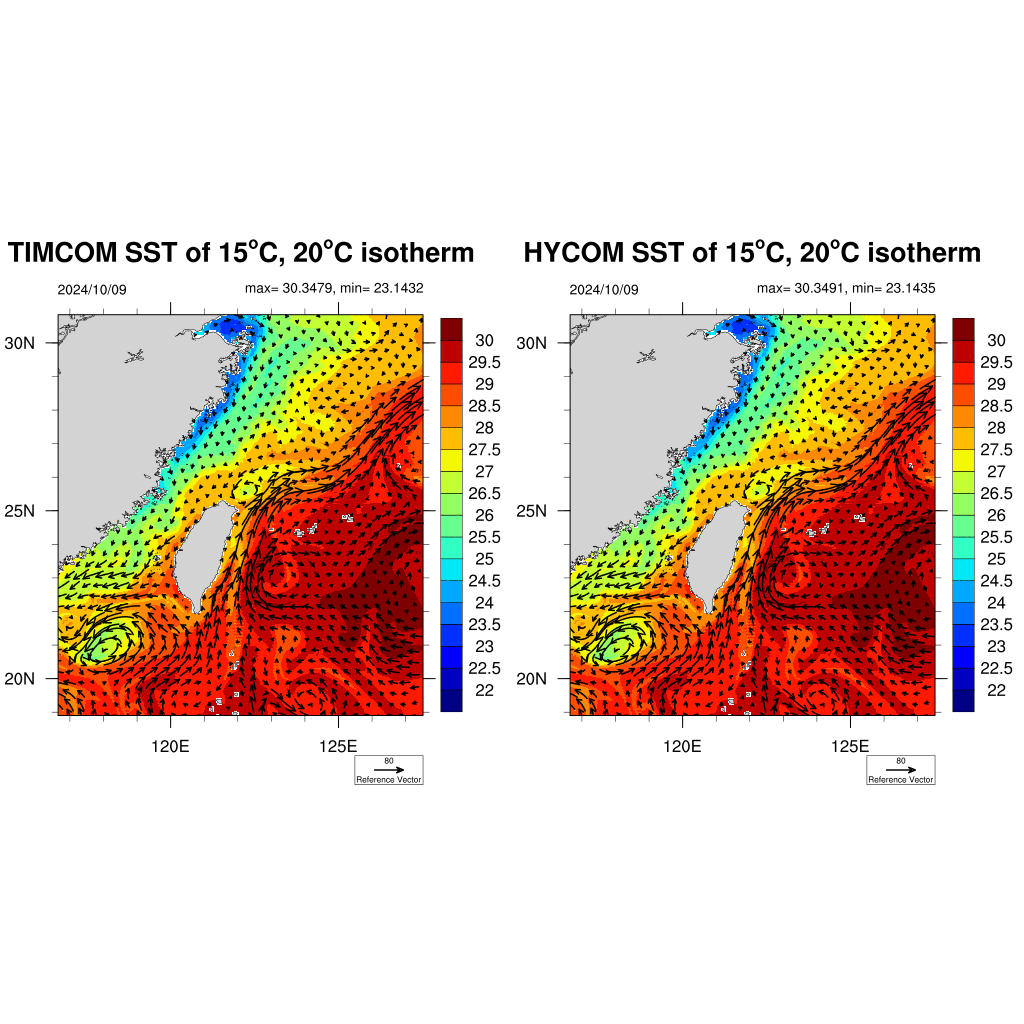 TIMCOM SST of 15°C, 20°C isotherm
2024/10/09 max= 30.3479, min= 23.1432
30N
25N
20N
120E 125E
30
29.5
29
28.5
28
27.5
27
26.5
26
25.5
25
24.5
24
23.5
23
22.5
22
80
Reference Vector
HYCOM SST of 15°C, 20°C isotherm
2024/10/09 max= 30.3491, min= 23.1435
30N
25N
20N
120E 125E
30
29.5
29
28.5
28
27.5
27
26.5
26
25.5
25
24.5
24
23.5
23
22.5
22
80
Reference Vector